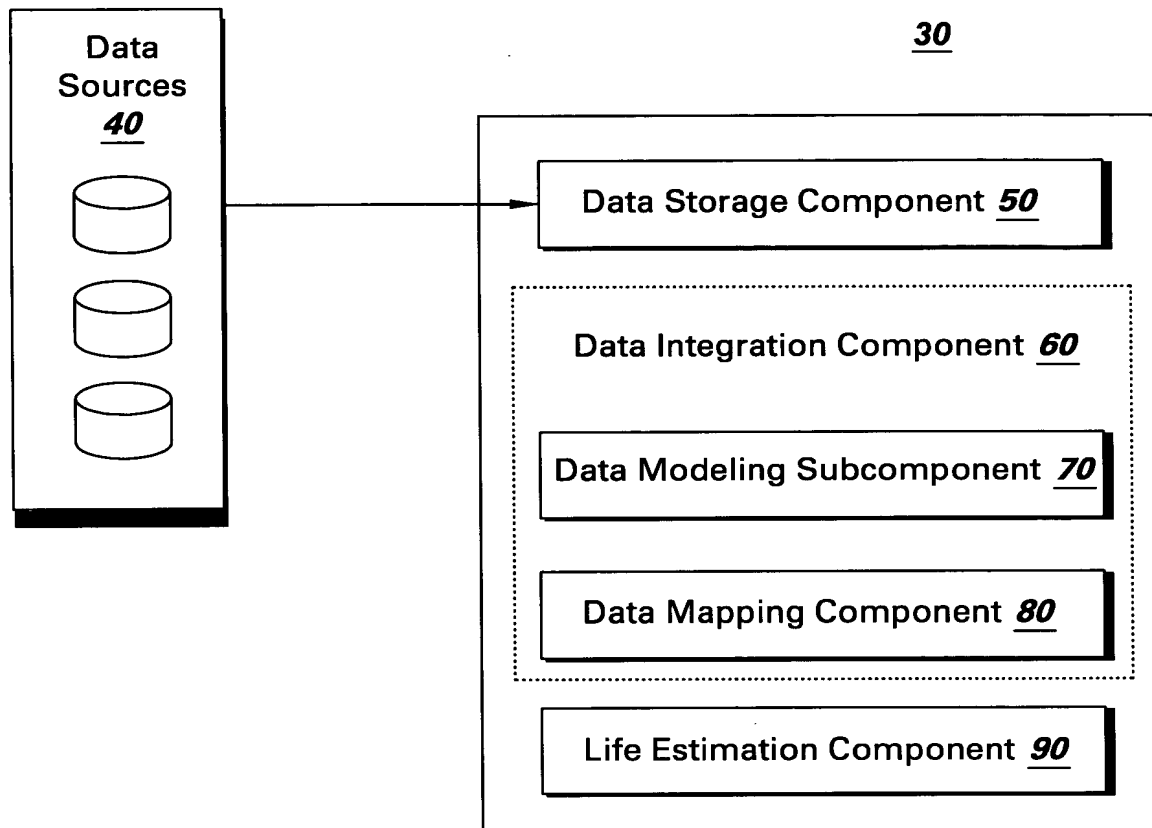 Data
Sources
40
30
Data Storage Component 50
Data Integration Component 60
Data Modeling Subcomponent 70
Data Mapping Component 80
Life Estimation Component 90